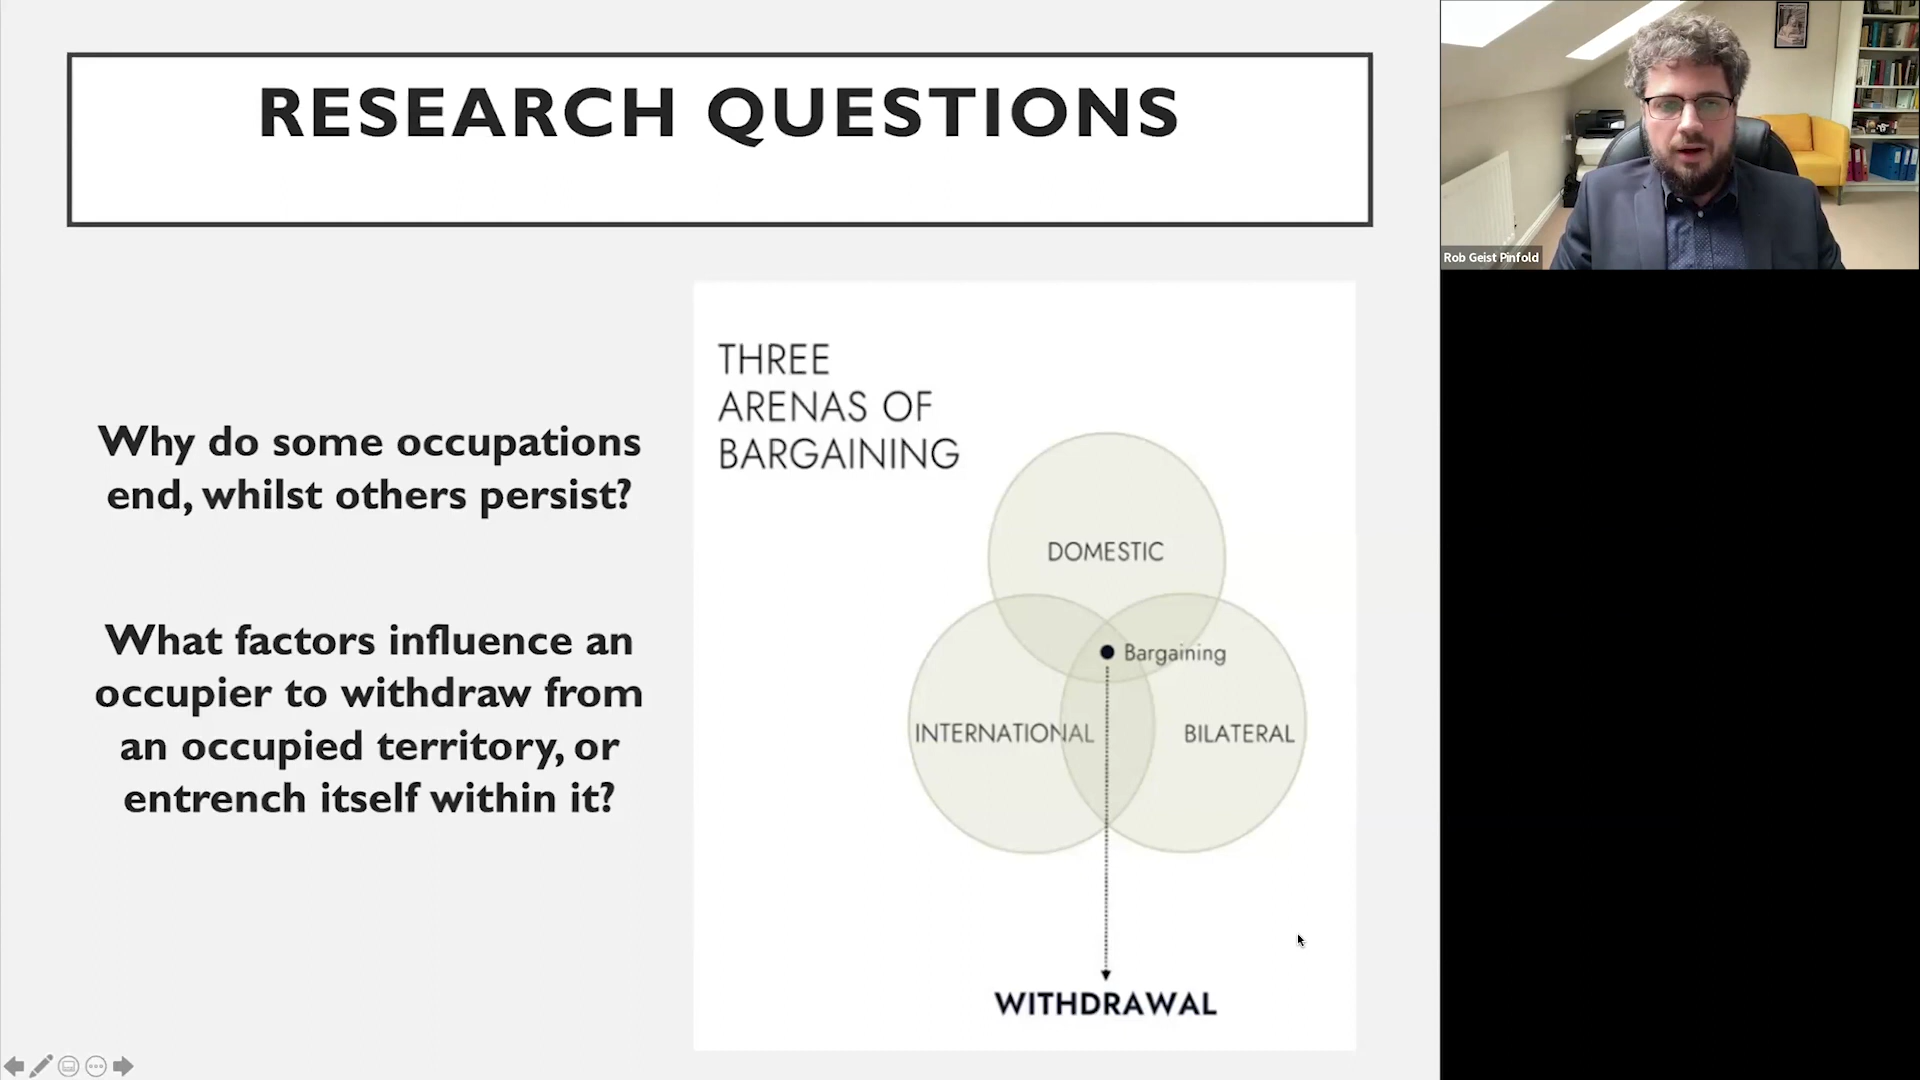 RESEARCH QUESTIONS
Why do some occupations
end, whilst others persist?
What factors influence an
occupier to withdraw from
an occupied territory, or
entrench itself within it?
THREE
ARENAS OF
BARGAINING
DOMESTIC
Bargaining
INTERNATIONAL
BILATERAL
WITHDRAWAL
Rob Geist Pinfold